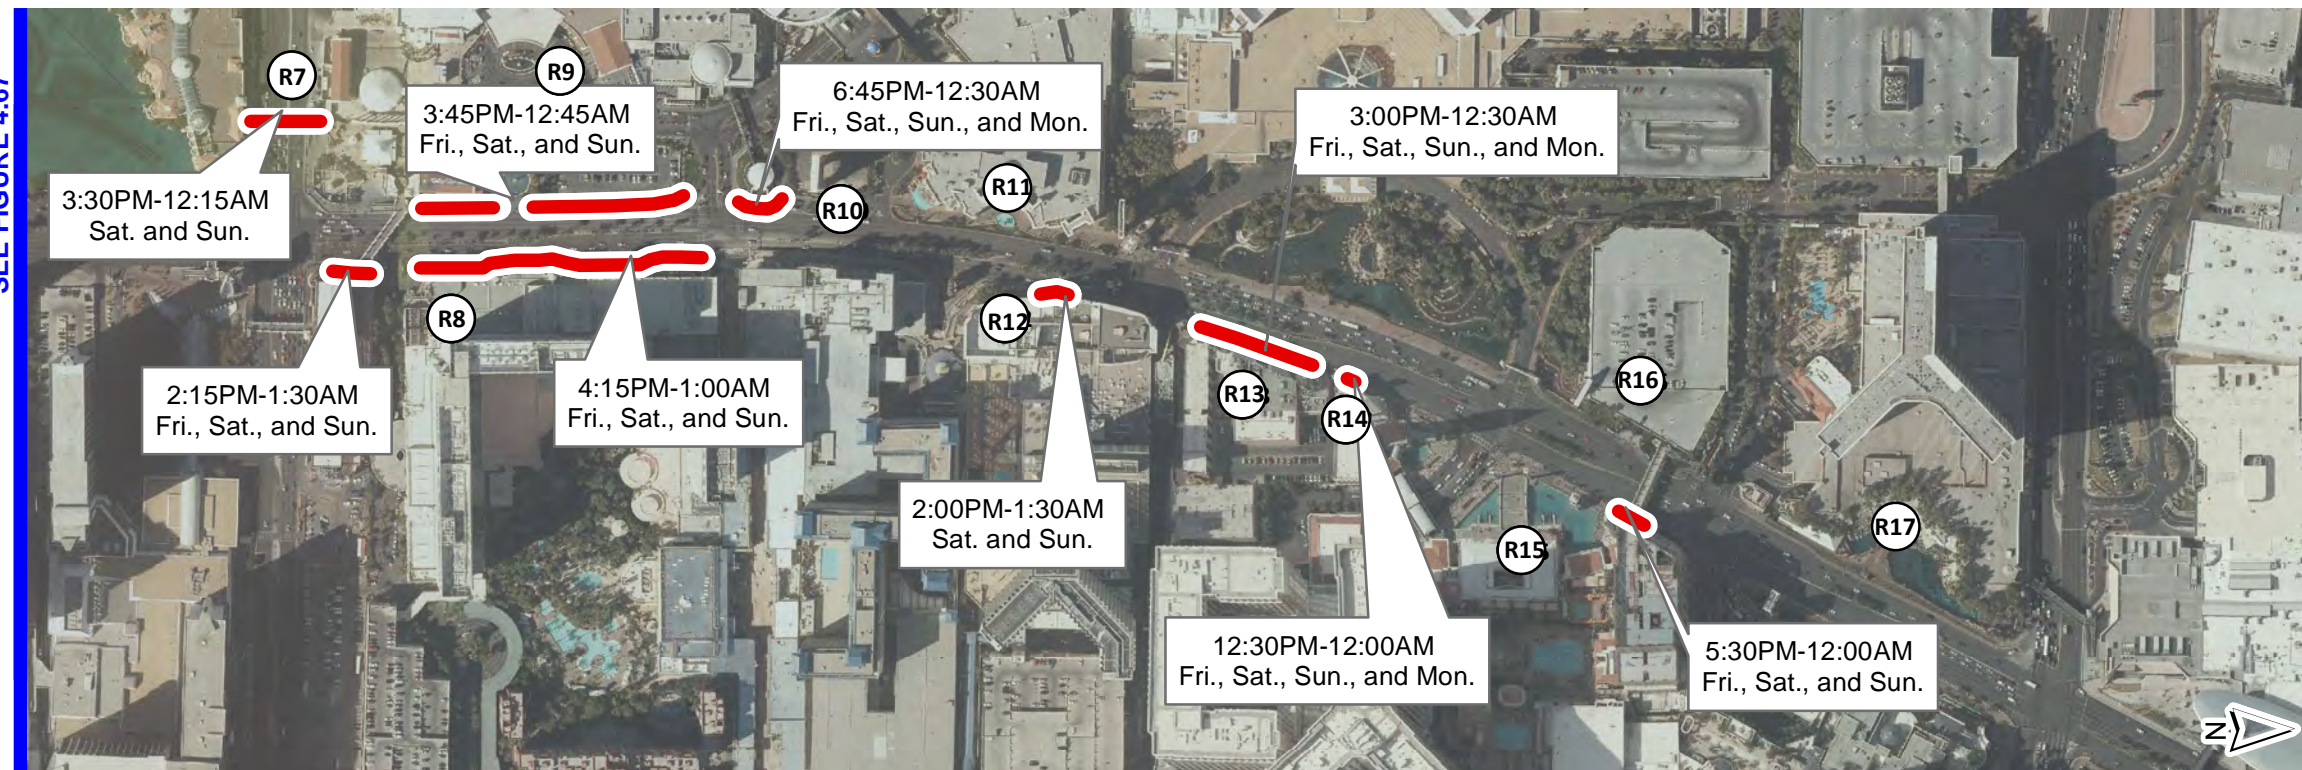 SEE FIGURE 4.67
R7
R9
3:45PM-12:45AM
Fri., Sat., and Sun.
6:45PM-12:30AM
Fri., Sat., Sun., and Mon.
3:00PM-12:30AM
Fri., Sat., Sun., and Mon.
3:30PM-12:15AM
Sat. and Sun.
R10
R11
R8
R12
2:15PM-1:30AM
Fri., Sat., and Sun.
4:15PM-1:00AM
Fri., Sat., and Sun.
R13
R14
R16
2:00PM-1:30AM
Sat. and Sun.
R15
R17
12:30PM-12:00AM
Fri., Sat., Sun., and Mon.
5:30PM-12:00AM
Fri., Sat., and Sun.
N